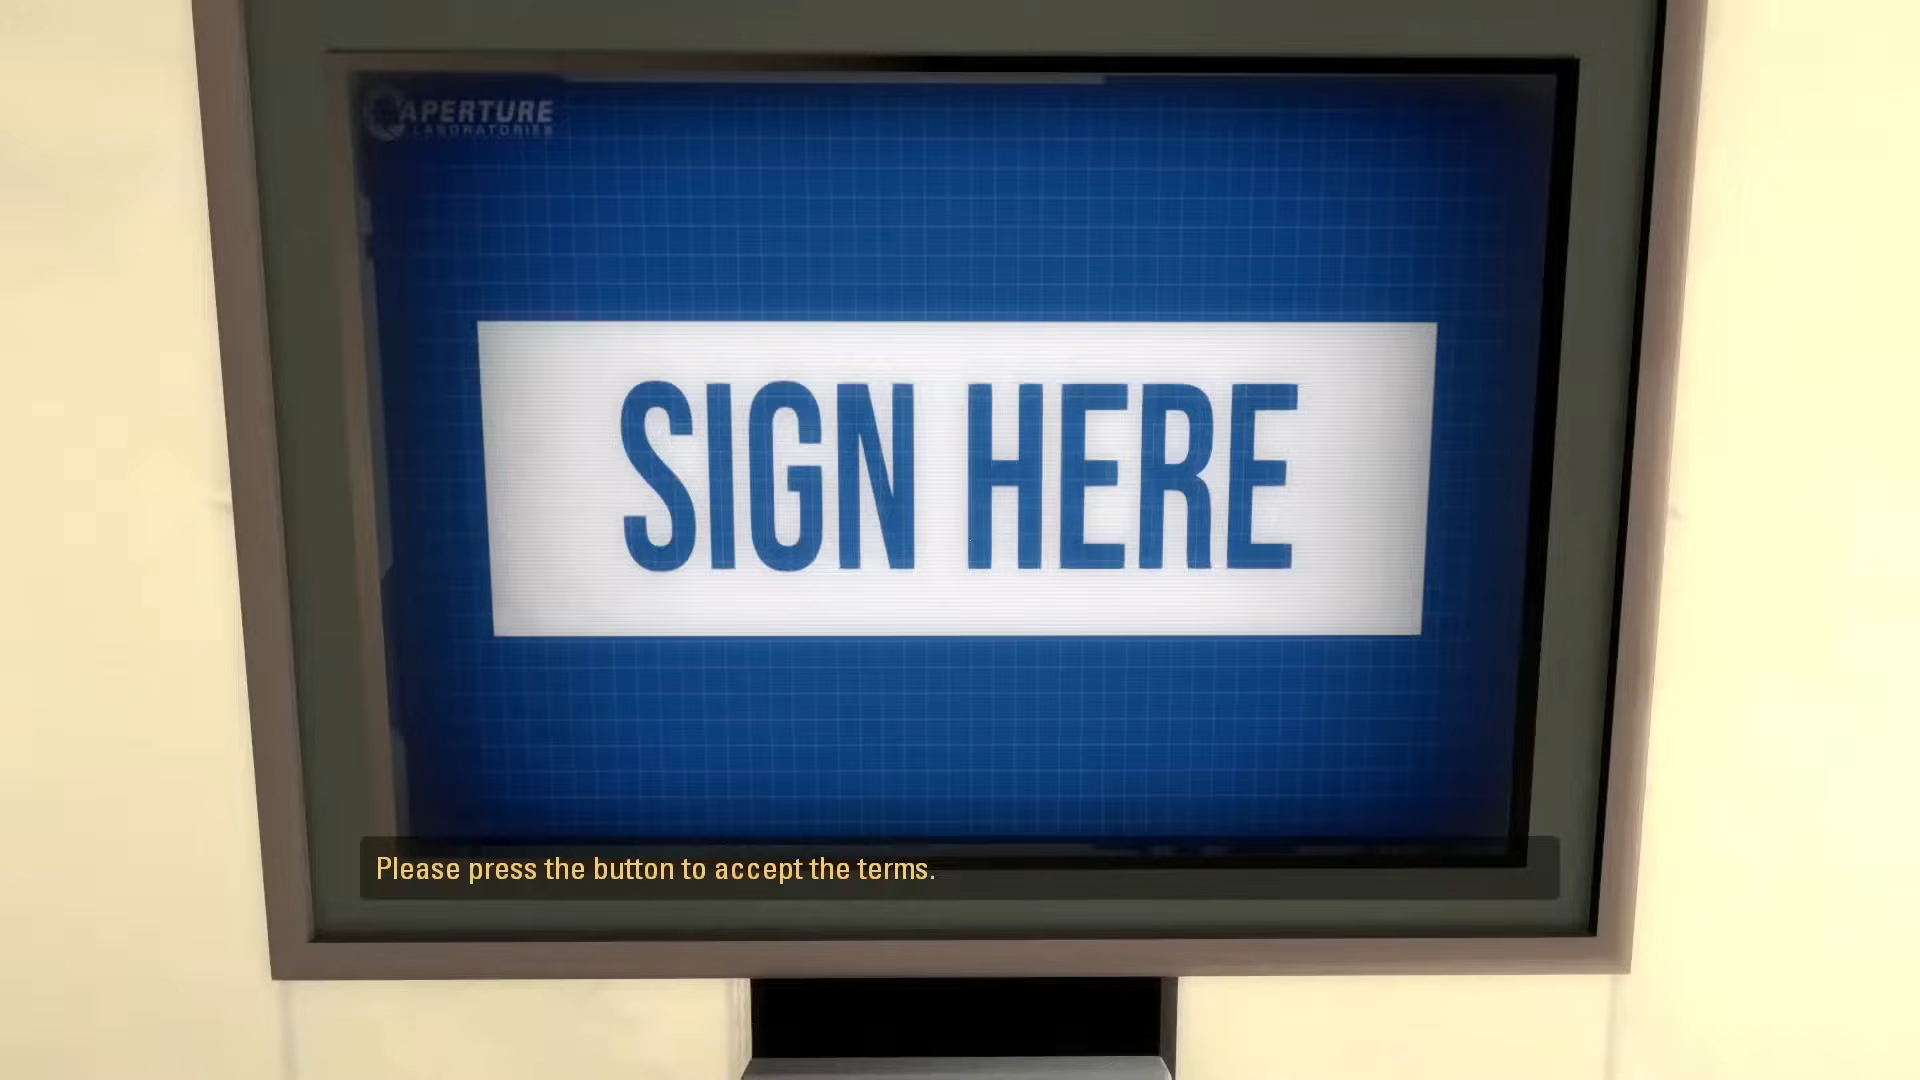 APERTURE
LABORATORIES
SIGN HERE
Please press the button to accept the terms.